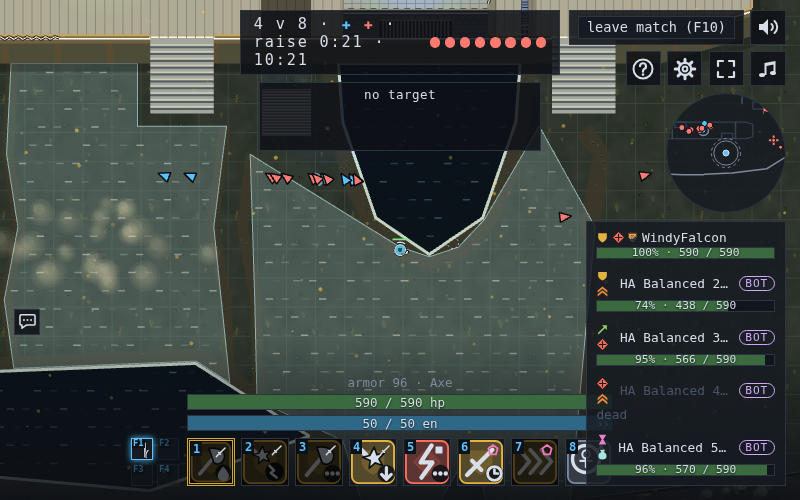 4 v 8 · + + ·
raise 0:21 ·
10:21
leave match (F10)
no target
WindyFalcon
100% · 590 / 590
HA Balanced 2… BOT
74% · 438 / 590
HA Balanced 3… BOT
95% · 566 / 590
HA Balanced 4… BOT
dead
HA Balanced 5… BOT
96% · 570 / 590
armor 96 · Axe
590 / 590 hp
50 / 50 en
F1 F2
F3 F4
1 2 3 4 5 6 7 8